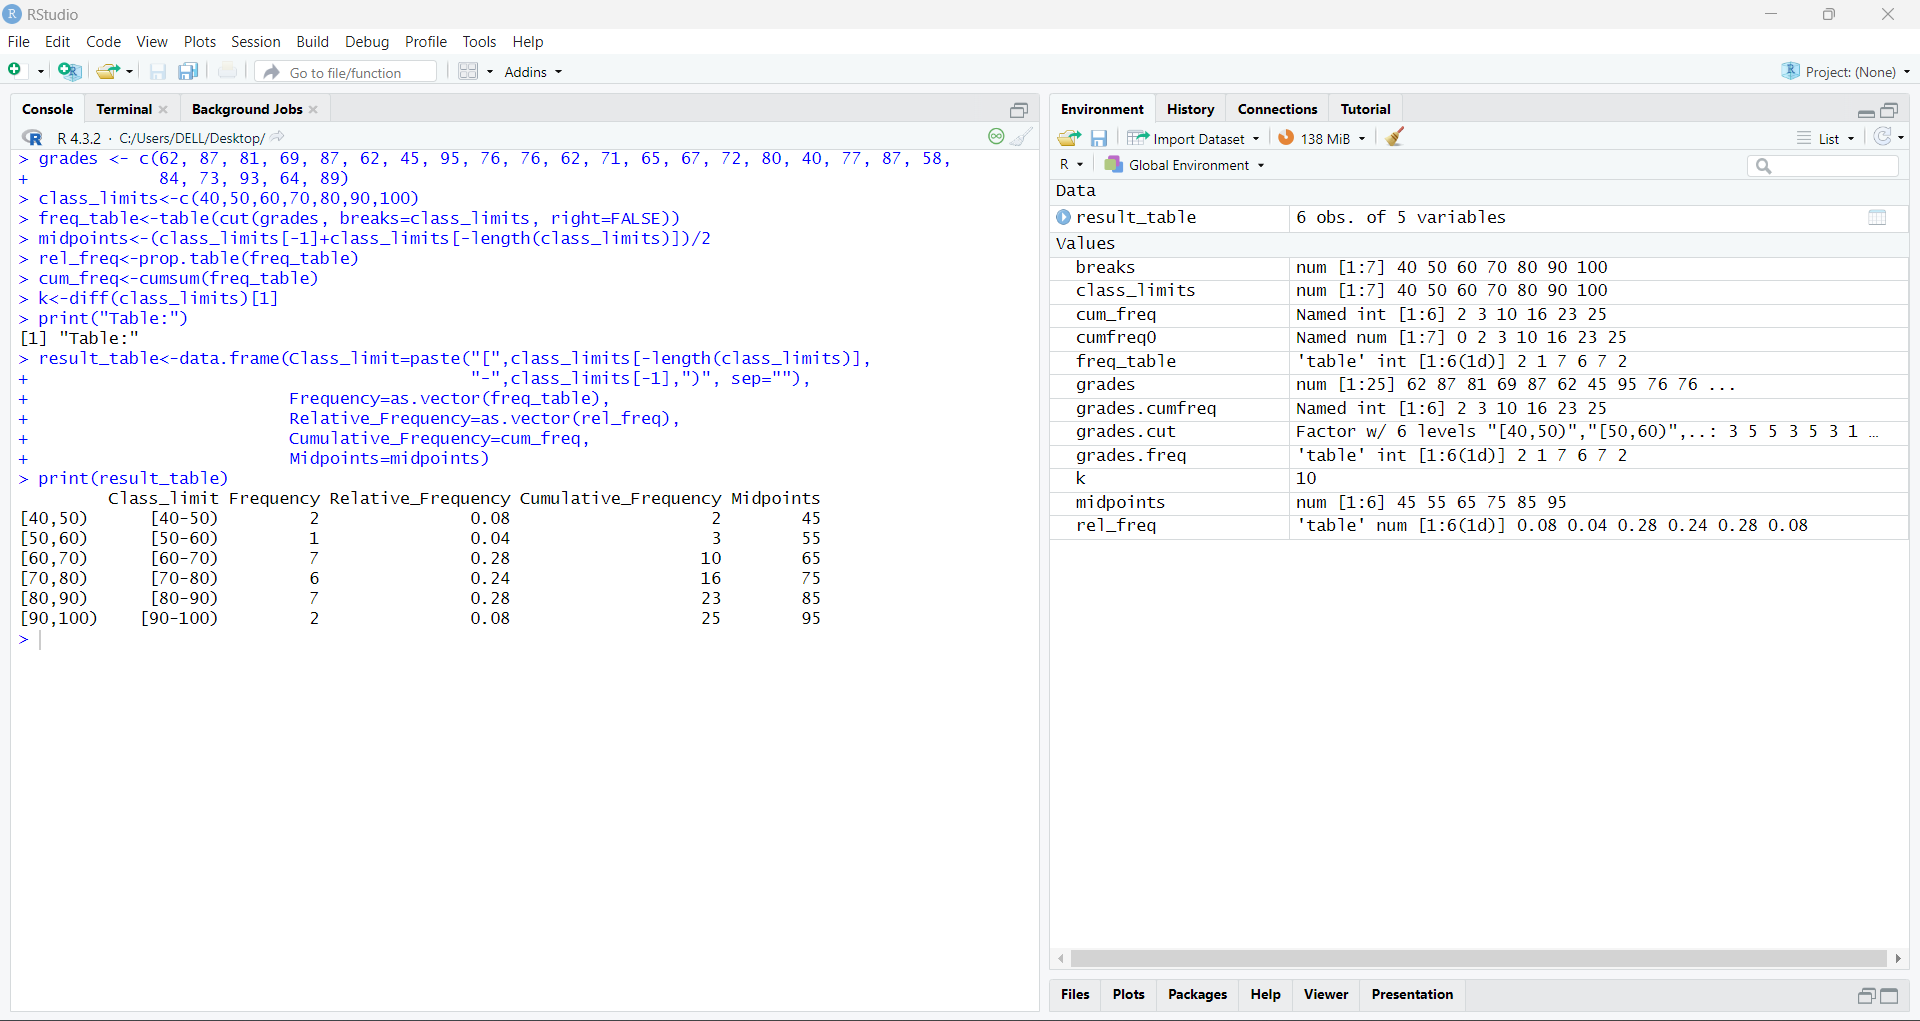 RStudio
File Edit Code View Plots Session Build Debug Profile Tools Help
Go to file/function Addins Project: (None)
Console Terminal Background Jobs
R 4.3.2 · C:/Users/DELL/Desktop/
> grades <- c(62, 87, 81, 69, 87, 62, 45, 95, 76, 76, 62, 71, 65, 67, 72, 80, 40, 77, 87, 58,
+             84, 73, 93, 64, 89)
> class_limits<-c(40,50,60,70,80,90,100)
> freq_table<-table(cut(grades, breaks=class_limits, right=FALSE))
> midpoints<-(class_limits[-1]+class_limits[-length(class_limits)])/2
> rel_freq<-prop.table(freq_table)
> cum_freq<-cumsum(freq_table)
> k<-diff(class_limits)[1]
> print("Table:")
[1] "Table:"
> result_table<-data.frame(Class_limit=paste("[",class_limits[-length(class_limits)],
+                                                "-",class_limits[-1],")", sep=""),
+                          Frequency=as.vector(freq_table),
+                          Relative_Frequency=as.vector(rel_freq),
+                          Cumulative_Frequency=cum_freq,
+                          Midpoints=midpoints)
> print(result_table)
         Class_limit Frequency Relative_Frequency Cumulative_Frequency Midpoints
[40,50)      [40-50)         2               0.08                    2        45
[50,60)      [50-60)         1               0.04                    3        55
[60,70)      [60-70)         7               0.28                   10        65
[70,80)      [70-80)         6               0.24                   16        75
[80,90)      [80-90)         7               0.28                   23        85
[90,100)    [90-100)         2               0.08                   25        95
>
Environment History Connections Tutorial
Import Dataset 138 MiB List
R Global Environment
Data
result_table 6 obs. of 5 variables
Values
breaks num [1:7] 40 50 60 70 80 90 100
class_limits num [1:7] 40 50 60 70 80 90 100
cum_freq Named int [1:6] 2 3 10 16 23 25
cumfreq0 Named num [1:7] 0 2 3 10 16 23 25
freq_table 'table' int [1:6(1d)] 2 1 7 6 7 2
grades num [1:25] 62 87 81 69 87 62 45 95 76 76 ...
grades.cumfreq Named int [1:6] 2 3 10 16 23 25
grades.cut Factor w/ 6 levels "[40,50)","[50,60)",..: 3 5 5 3 5 3 1 …
grades.freq 'table' int [1:6(1d)] 2 1 7 6 7 2
k 10
midpoints num [1:6] 45 55 65 75 85 95
rel_freq 'table' num [1:6(1d)] 0.08 0.04 0.28 0.24 0.28 0.08
Files Plots Packages Help Viewer Presentation